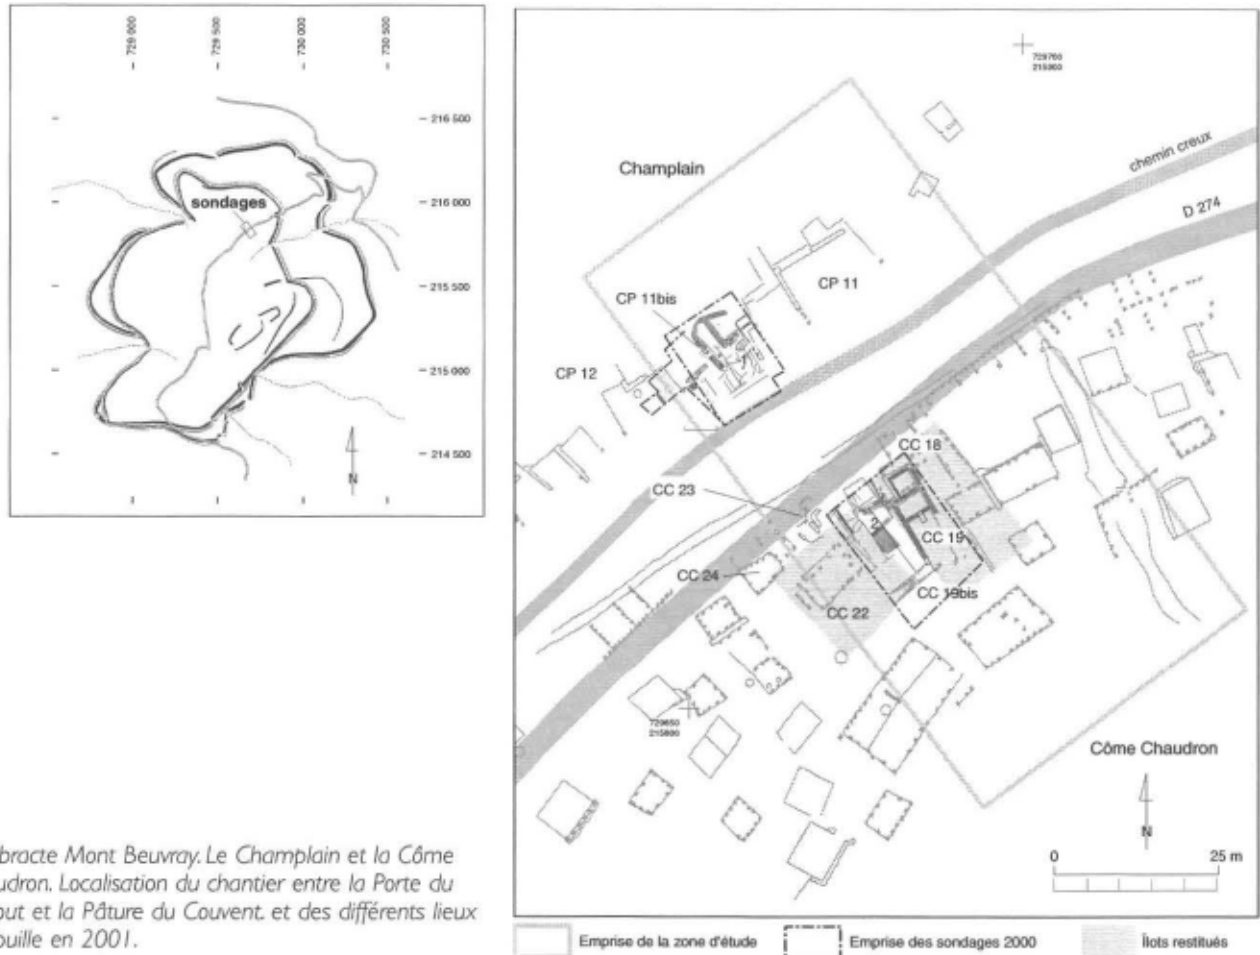 729 000
729 500
730 000
730 500
216 500
216 000
215 500
215 000
214 500
sondages
N
729700
215900
Champlain
chemin creux
D 274
CP 11
CP 11bis
CP 12
CC 18
CC 23
CC 19
CC 24
CC 19bis
CC 22
729650
215800
Côme Chaudron
N
0 25 m
bracte Mont Beuvray. Le Champlain et la Côme
udron. Localisation du chantier entre la Porte du
out et la Pâture du Couvent. et des différents lieux
ouille en 2001.
Emprise de la zone d'étude Emprise des sondages 2000 Îlots restitués